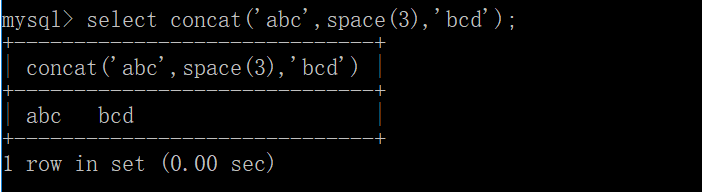 mysql> select concat('abc',space(3),'bcd');
+------------------------------+
| concat('abc',space(3),'bcd') |
+------------------------------+
| abc   bcd                    |
+------------------------------+
1 row in set (0.00 sec)